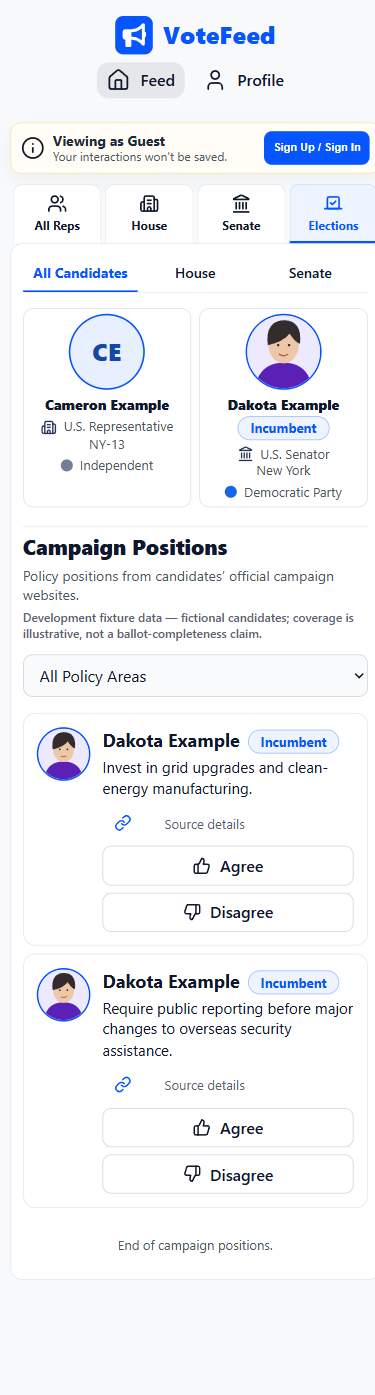 VoteFeed
Feed
Profile
Viewing as Guest
Your interactions won't be saved.
Sign Up / Sign In
All Reps
House
Senate
Elections
All Candidates
House
Senate
CE
Cameron Example
U.S. Representative
NY-13
Independent
Dakota Example
Incumbent
U.S. Senator
New York
Democratic Party
Campaign Positions
Policy positions from candidates' official campaign
websites.
Development fixture data — fictional candidates; coverage is
illustrative, not a ballot-completeness claim.
All Policy Areas
Dakota Example
Incumbent
Invest in grid upgrades and clean-
energy manufacturing.
Source details
Agree
Disagree
Dakota Example
Incumbent
Require public reporting before major
changes to overseas security
assistance.
Source details
Agree
Disagree
End of campaign positions.